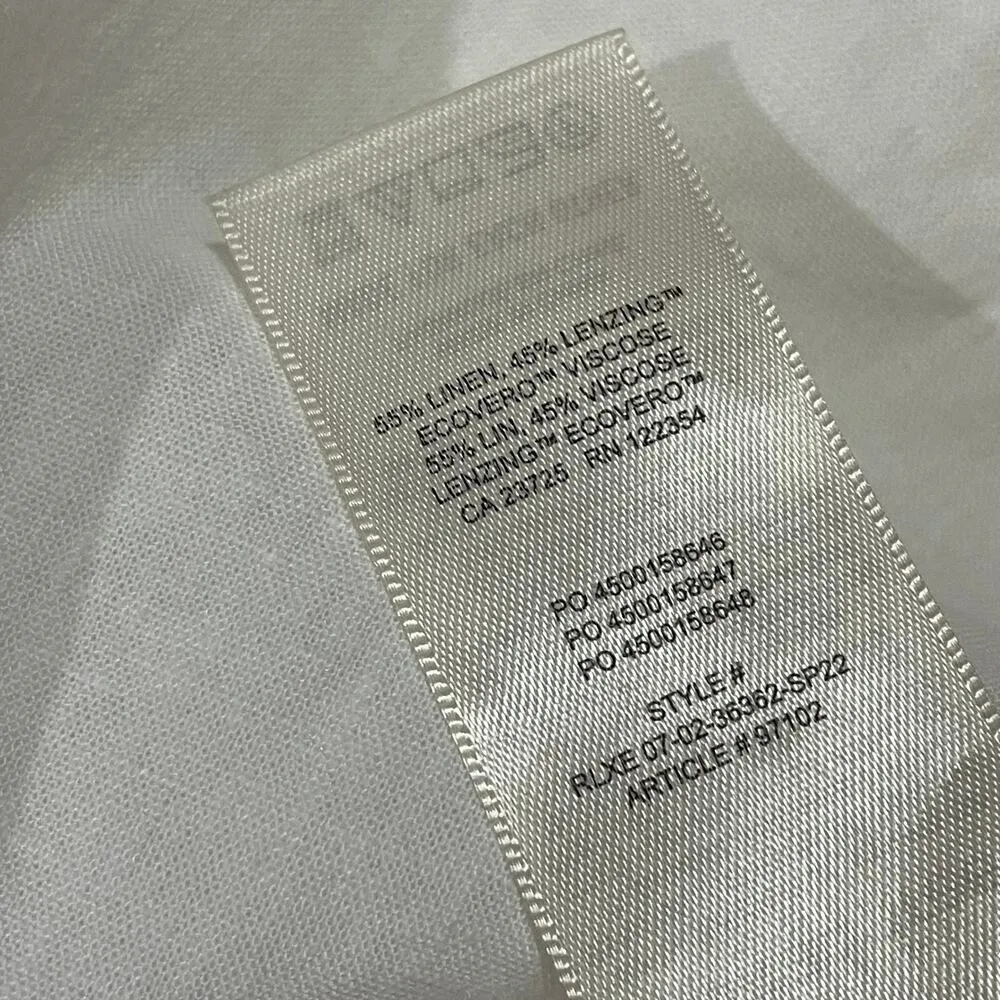 55% LINEN, 45% LENZING™
ECOVERO™ VISCOSE
55% LIN, 45% VISCOSE
LENZING™ ECOVERO™
CA 23725 RN 122354
PO 4500158646
PO 4500158647
PO 4500158648
STYLE #
RLXE 07-02-36362-SP22
ARTICLE # 97102